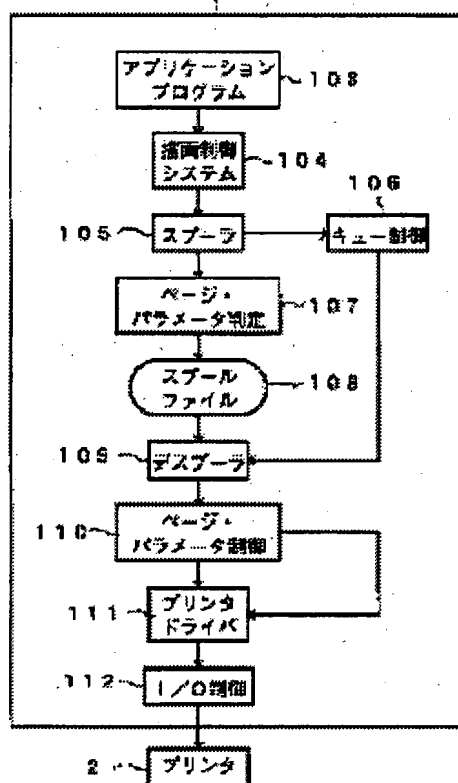 アプリケーション
プログラム
103
描画制御
システム
104
106
105
スプーラ
キュー制御
ページ・
パラメータ判定
107
スプール
ファイル
108
109
デスプーラ
110
ページ・
パラメータ制御
111
プリンタ
ドライバ
112
I/O制御
2
プリンタ